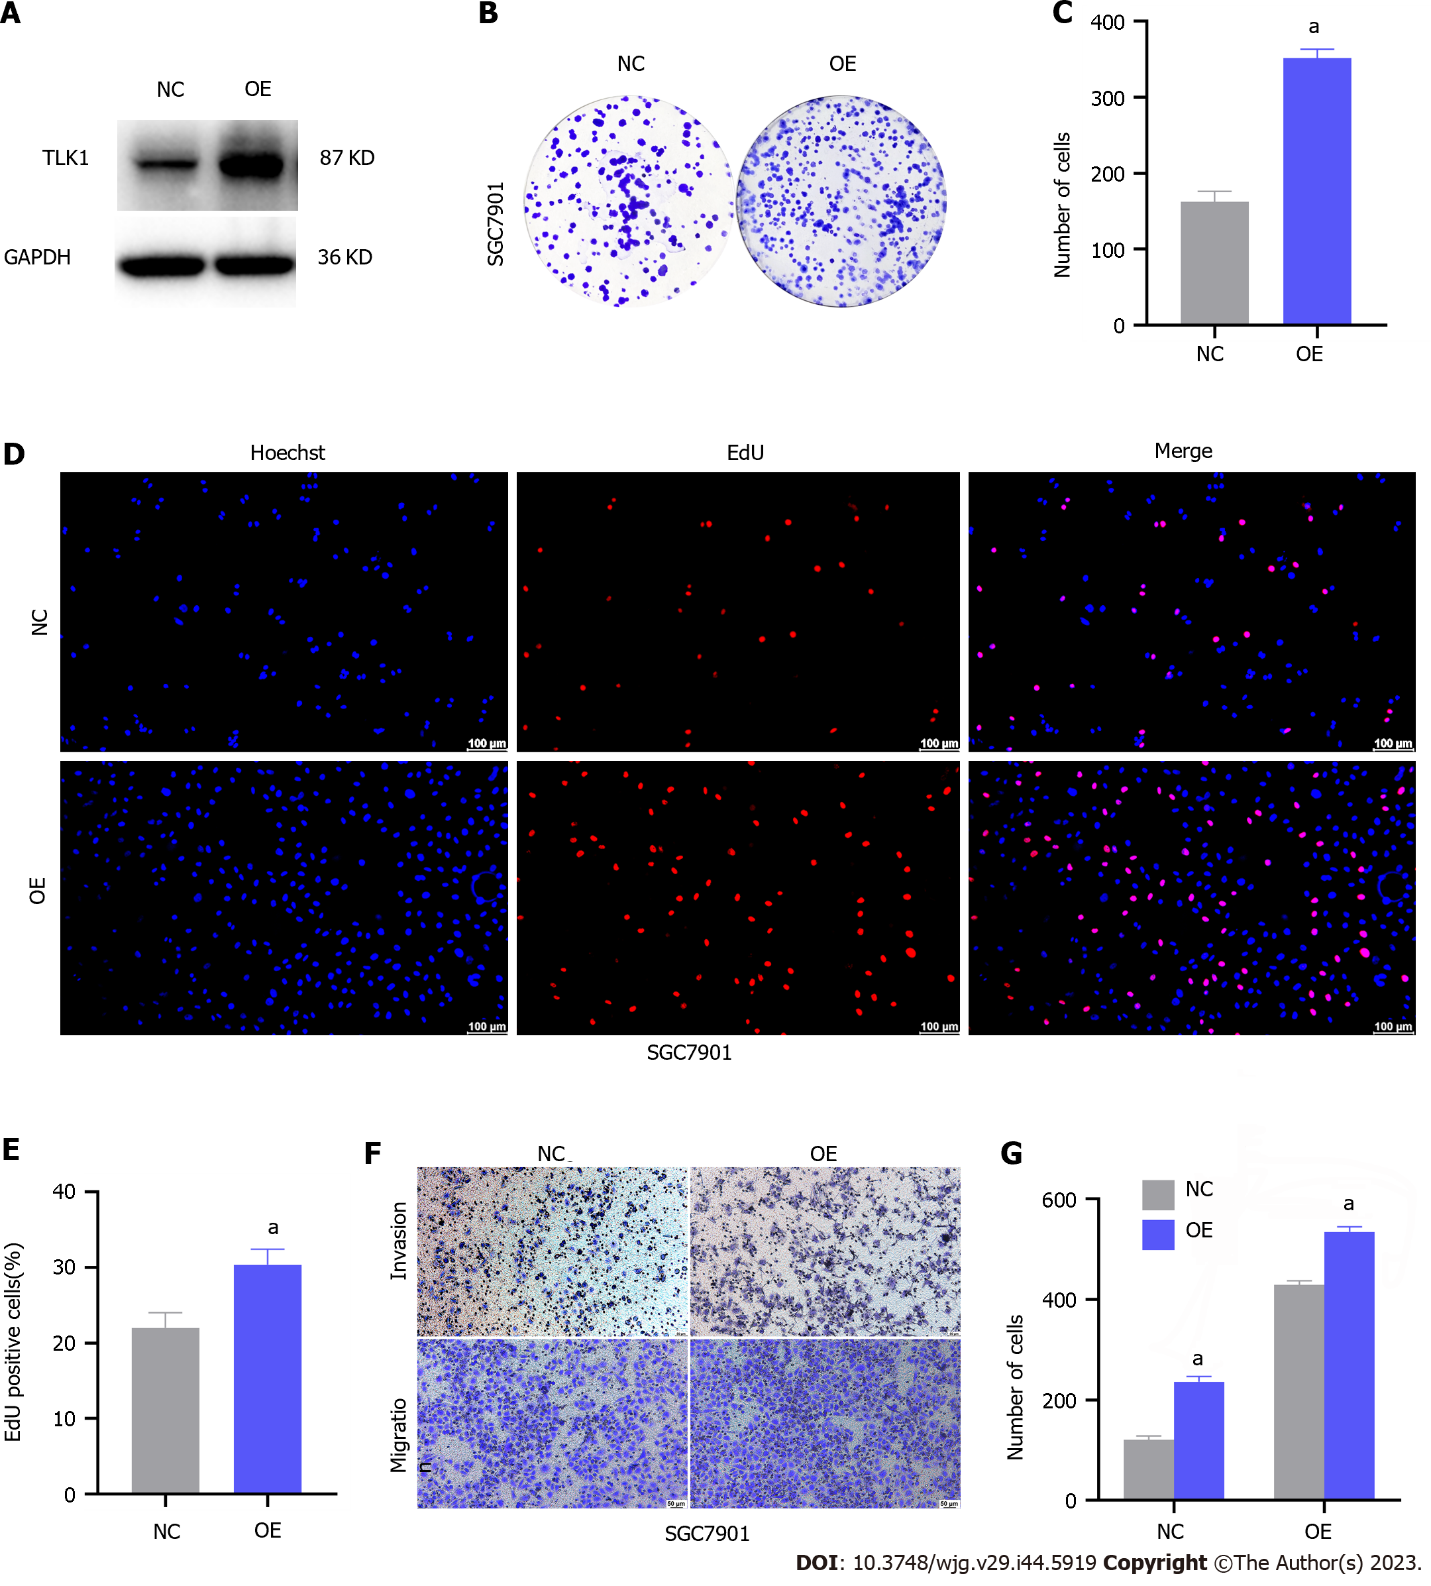 A
NC OE
TLK1 87 KD
GAPDH 36 KD
B
NC OE
SGC7901
C
a
400
300
200
100
0
Number of cells
NC OE
D
Hoechst EdU Merge
NC
100 µm 100 µm 100 µm
OE
100 µm 100 µm 100 µm
SGC7901
E
a
40
30
20
10
0
EdU positive cells(%)
NC OE
F
NC OE
Invasion
Migratio
n
50 µm 50 µm
SGC7901
G
NC
OE
a
a
600
400
200
0
Number of cells
NC OE
DOI: 10.3748/wjg.v29.i44.5919 Copyright ©The Author(s) 2023.